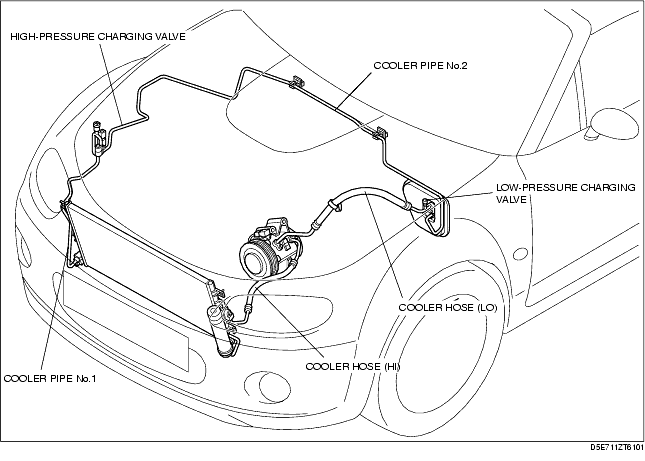 HIGH-PRESSURE CHARGING VALVE
COOLER PIPE No.2
LOW-PRESSURE CHARGING
VALVE
COOLER HOSE (LO)
COOLER HOSE (HI)
COOLER PIPE No.1
D5E711ZT6101